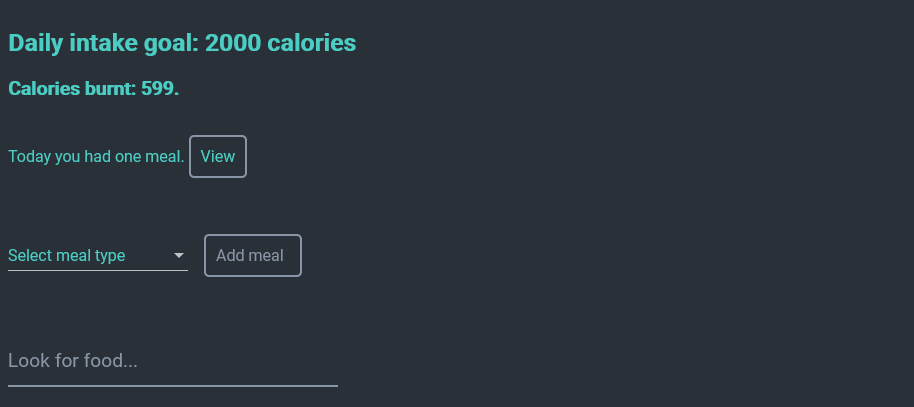 Daily intake goal: 2000 calories
Calories burnt: 599.
Today you had one meal. View
Select meal type Add meal
Look for food...